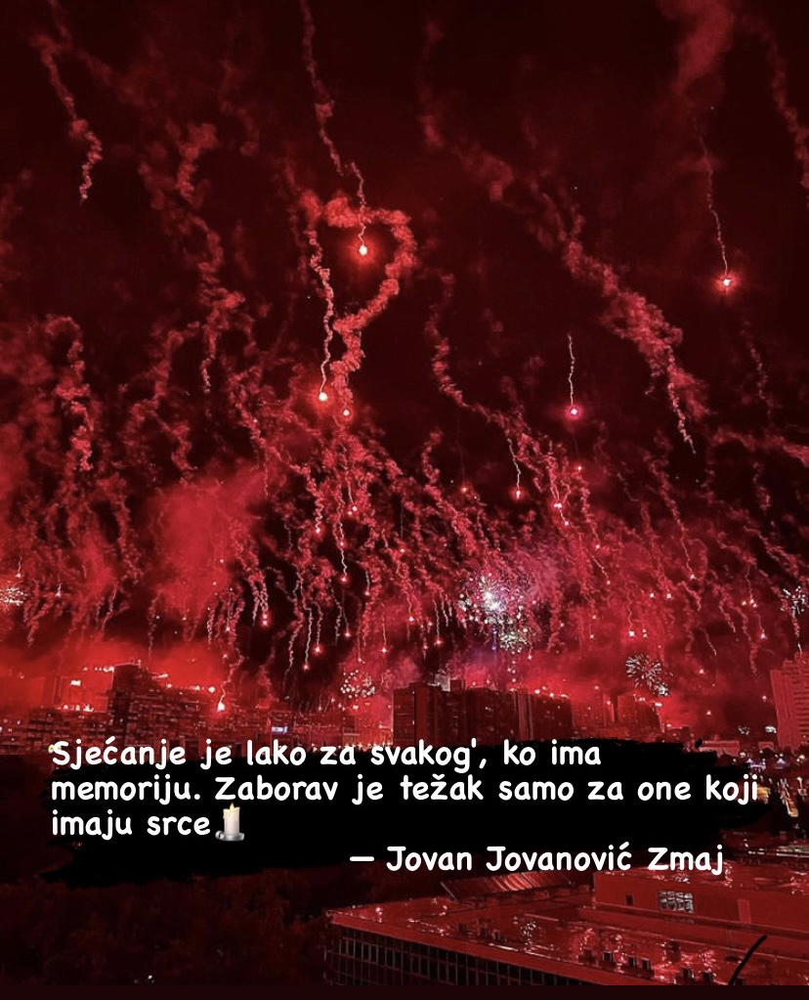 Sjećanje je lako za svakog', ko ima
memoriju. Zaborav je težak samo za one koji
imaju srce🕯️
— Jovan Jovanović Zmaj